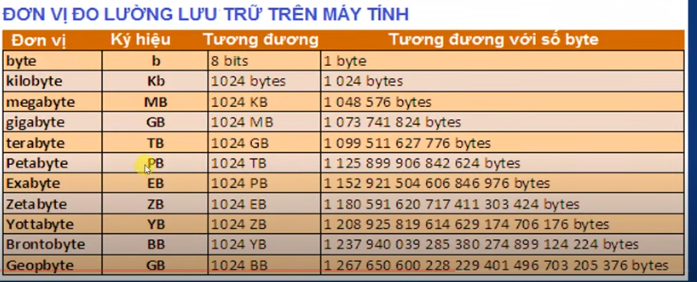 ĐƠN VỊ ĐO LƯỜNG LƯU TRỮ TRÊN MÁY TÍNH
Đơn vị Ký hiệu Tương đương Tương đương với số byte
byte b 8 bits 1 byte
kilobyte Kb 1024 bytes 1 024 bytes
megabyte MB 1024 KB 1 048 576 bytes
gigabyte GB 1024 MB 1 073 741 824 bytes
terabyte TB 1024 GB 1 099 511 627 776 bytes
Petabyte PB 1024 TB 1 125 899 906 842 624 bytes
Exabyte EB 1024 PB 1 152 921 504 606 846 976 bytes
Zetabyte ZB 1024 EB 1 180 591 620 717 411 303 424 bytes
Yottabyte YB 1024 ZB 1 208 925 819 614 629 174 706 176 bytes
Brontobyte BB 1024 YB 1 237 940 039 285 380 274 899 124 224 bytes
Geopbyte GB 1024 BB 1 267 650 600 228 229 401 496 703 205 376 bytes